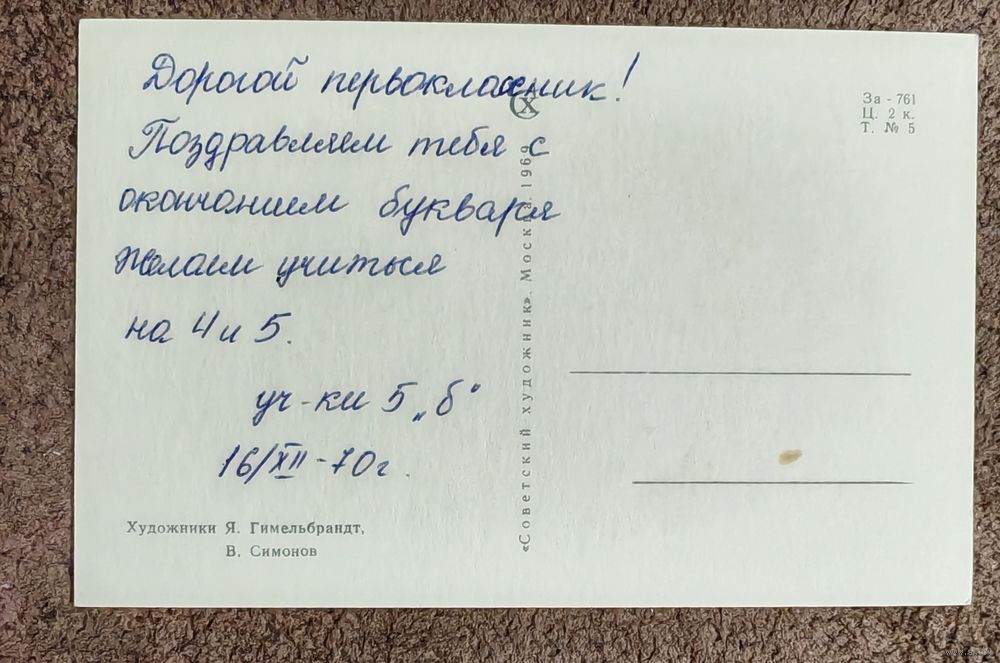 Дорогой первоклассник!
Поздравляем тебя с
окончанием букваря
Желаем учиться
на 4 и 5.
уч-ки 5 „б"
16/XII-70г.
Художники Я. Гимельбрандт,
В. Симонов
«Советский художник». Москва. 1969
СХ
За - 761
Ц. 2 к.
Т. № 5